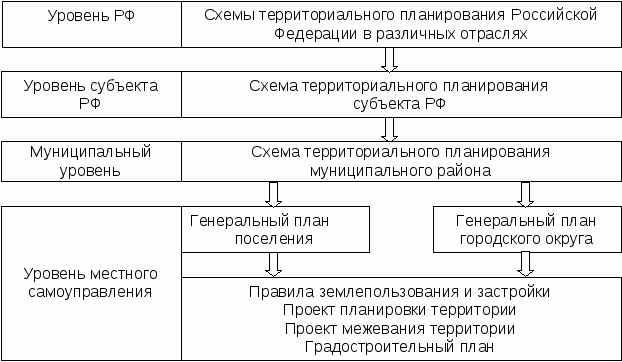 Уровень РФ
Схемы территориального планирования Российской
Федерации в различных отраслях
Уровень субъекта
РФ
Схема территориального планирования
субъекта РФ
Муниципальный
уровень
Схема территориального планирования
муниципального района
Генеральный план
поселения
Генеральный план
городского округа
Уровень местного
самоуправления
Правила землепользования и застройки
Проект планировки территории
Проект межевания территории
Градостроительный план